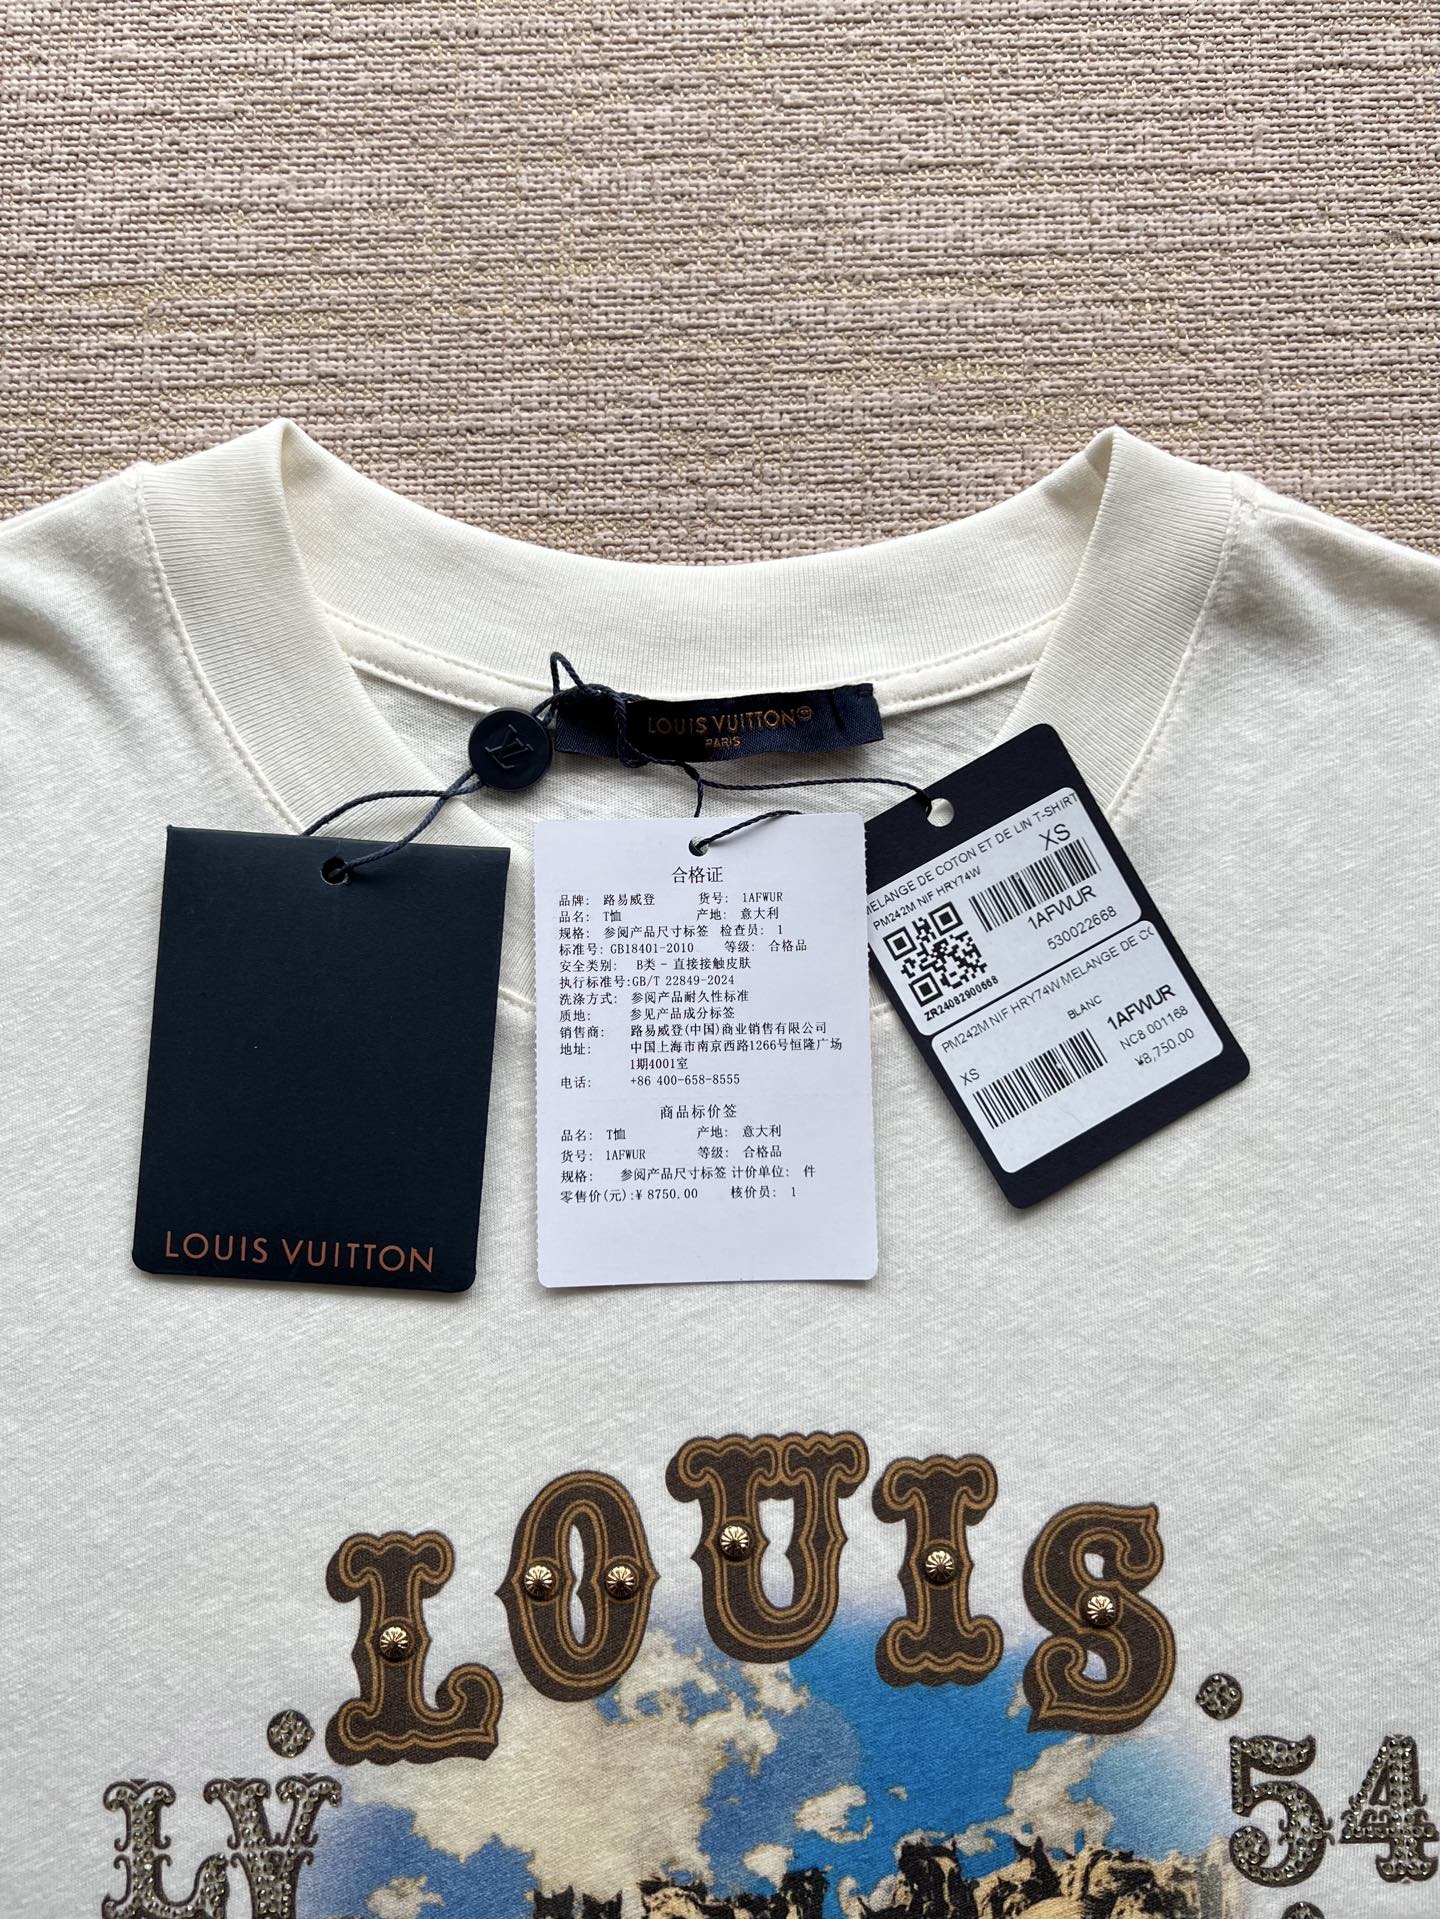 LOUIS VUITTON
PARIS
LV
LOUIS VUITTON
合格证
品牌: 路易威登 货号: 1AFWUR
品名: T恤 产地: 意大利
规格: 参阅产品尺寸标签 检查员: 1
标准号: GB18401-2010 等级: 合格品
安全类别: B类 - 直接接触皮肤
执行标准号:GB/T 22849-2024
洗涤方式: 参阅产品耐久性标准
质地: 参见产品成分标签
销售商: 路易威登(中国)商业销售有限公司
地址: 中国上海市南京西路1266号恒隆广场
1期4001室
电话: +86 400-658-8555
商品标价签
品名: T恤 产地: 意大利
货号: 1AFWUR 等级: 合格品
规格: 参阅产品尺寸标签 计价单位: 件
零售价(元):¥ 8750.00 核价员: 1
MELANGE DE COTON ET DE LIN T-SHIRT
PM242M NIF HRY74W
XS
1AFWUR
530022668
ZR24082900668
PM242M NIF HRY74W MELANGE DE CO
BLANC
XS
1AFWUR
NC8 001168
¥8,750.00
LOUIS
LV
54